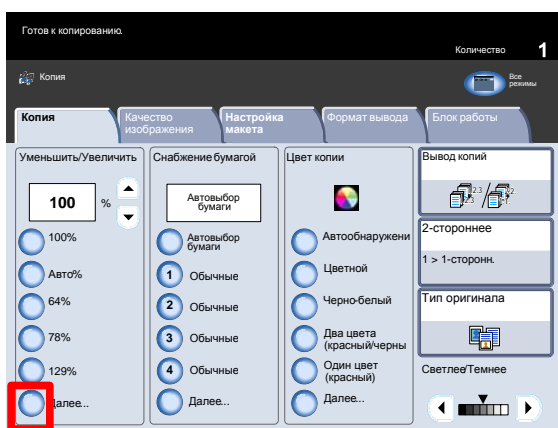 Готов к копированию.
Количество 1
Копия
Все
режимы
Копия
Качество
изображения
Настройка
макета
Формат вывода
Блок работы
Уменьшить/Увеличить
100 %
100%
Авто%
64%
78%
129%
Далее...
Снабжение бумагой
Автовыбор
бумаги
Автовыбор
бумаги
1 Обычные
2 Обычные
3 Обычные
4 Обычные
Далее...
Цвет копии
Автообнаружени
Цветной
Черно-белый
Два цвета
(красный/черны
Один цвет
(красный)
Далее...
Вывод копий
2-стороннее
1 > 1-сторонн.
Тип оригинала
Светлее/Темнее